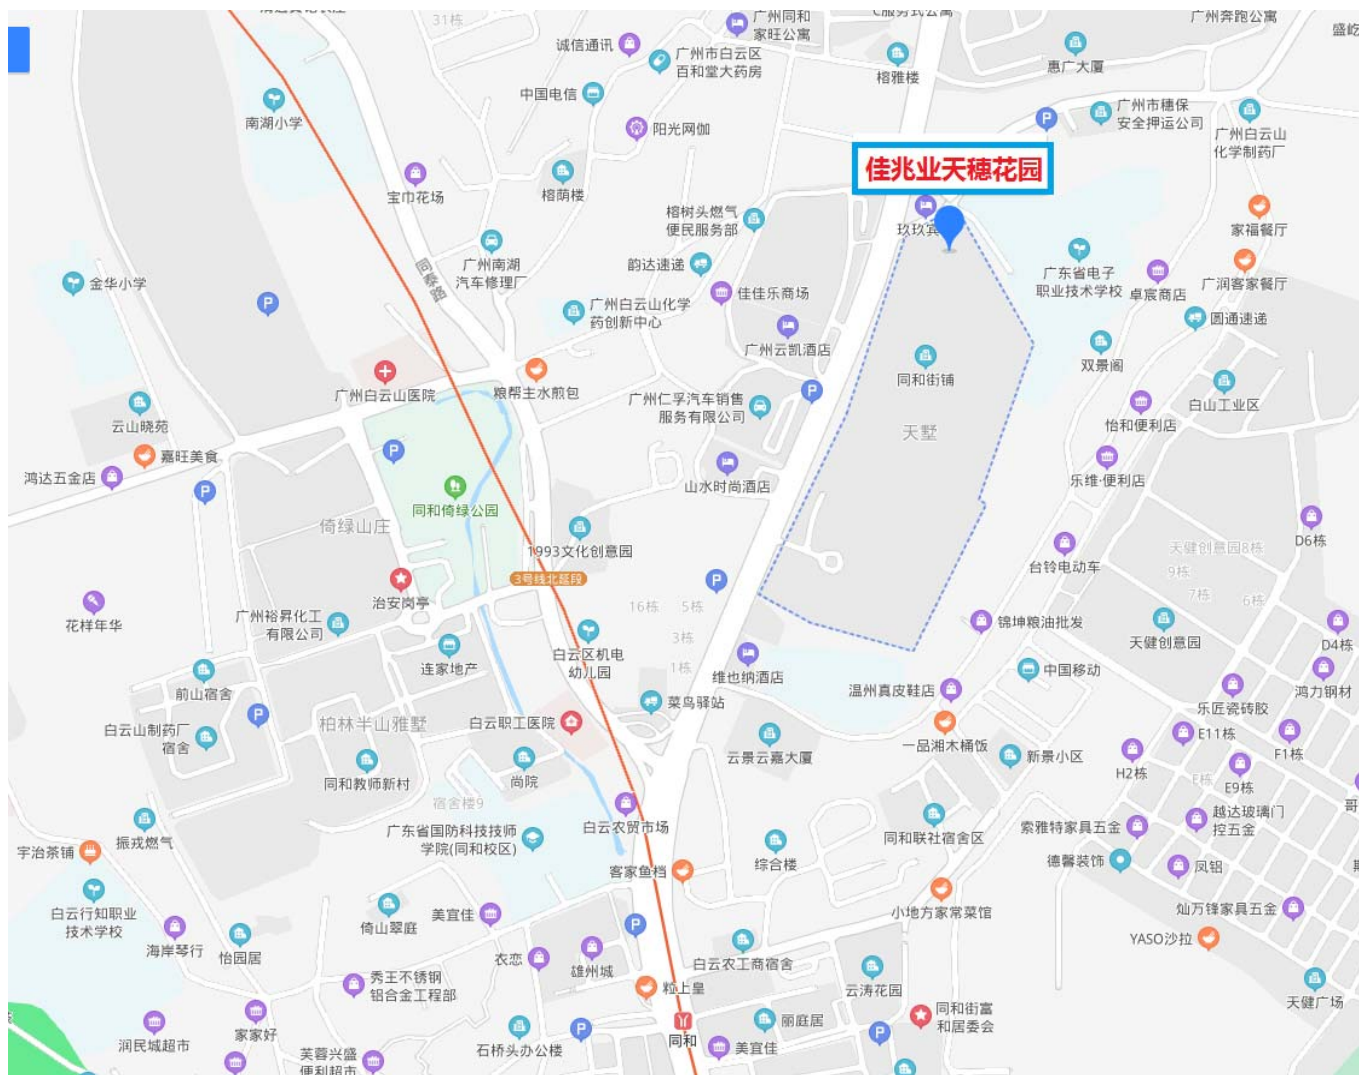 31栋
C服务式公寓
广州同和
家旺公寓
广州奔跑公寓
诚信通讯
广州市白云区
百和堂大药房
榕雅楼
惠广大厦
中国电信
南湖小学
P
广州市穗保
安全押运公司
广州白云山
化学制药厂
阳光网伽
佳兆业天穗花园
宝巾花场
榕荫楼
榕树头燃气
便民服务部
玖玖宾
家福餐厅
广州南湖
汽车修理厂
韵达速递
广东省电子
职业技术学校
卓宸商店
广润客家餐厅
金华小学
同泰路
P
广州白云山化学
药创新中心
佳佳乐商场
圆通速递
广州云凯酒店
同和街铺
双景阁
广州白云山医院
粮帮主水煎包
P
云山晓苑
广州仁孚汽车销售
服务有限公司
天墅
怡和便利店
白山工业区
嘉旺美食
P
鸿达五金店
P
同和倚绿公园
山水时尚酒店
乐维·便利店
倚绿山庄
1993文化创意园
D6栋
天健创意园8栋
9栋
台铃电动车
3号线北延段
治安岗亭
P
7栋
6栋
花样年华
广州裕昇化工
有限公司
16栋
5栋
3栋
1栋
锦坤粮油批发
天健创意园
D4栋
连家地产
白云区机电
幼儿园
维也纳酒店
中国移动
前山宿舍
温州真皮鞋店
鸿力钢材
菜鸟驿站
乐匠瓷砖胶
白云山制药厂
宿舍
P
柏林半山雅墅
白云职工医院
云景云嘉大厦
一品湘木桶饭
新景小区
E11栋
F1栋
H2栋
E栋
E9栋
同和教师新村
尚院
宿舍楼9
白云农贸市场
振戎燃气
广东省国防科技技师
学院(同和校区)
同和联社宿舍区
索雅特家具五金
越达玻璃门
控五金
宇治茶铺
客家鱼档
综合楼
德馨装饰
凤铝
白云行知职业
技术学校
海岸琴行
怡园居
倚山翠庭
美宜佳
P
小地方家常菜馆
灿万锋家具五金
YASO沙拉
衣恋
雄州城
白云农工商宿舍
秀王不锈钢
铝合金工程部
粒上皇
云涛花园
天健广场
润民城超市
家家好
石桥头办公楼
P
同和
丽庭居
P
同和街富
和居委会
芙蓉兴盛
便利超市
美宜佳